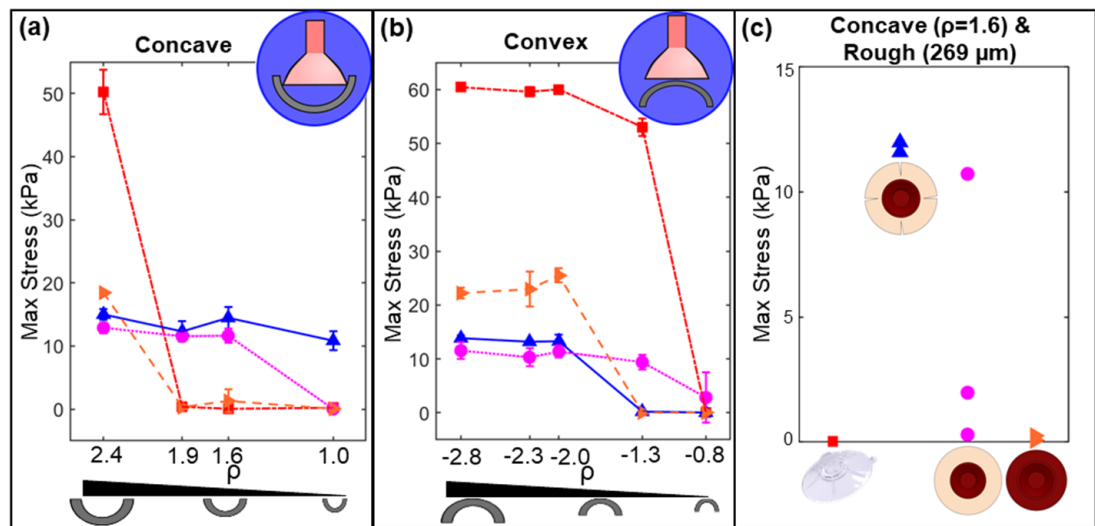 (a)
Concave
Max Stress (kPa)
50
40
30
20
10
0
2.4
1.9
1.6
1.0
ρ
(b)
Convex
Max Stress (kPa)
60
50
40
30
20
10
0
-2.8
-2.3
-2.0
-1.3
-0.8
ρ
(c)
Concave (ρ=1.6) &
Rough (269 µm)
Max Stress (kPa)
15
10
5
0